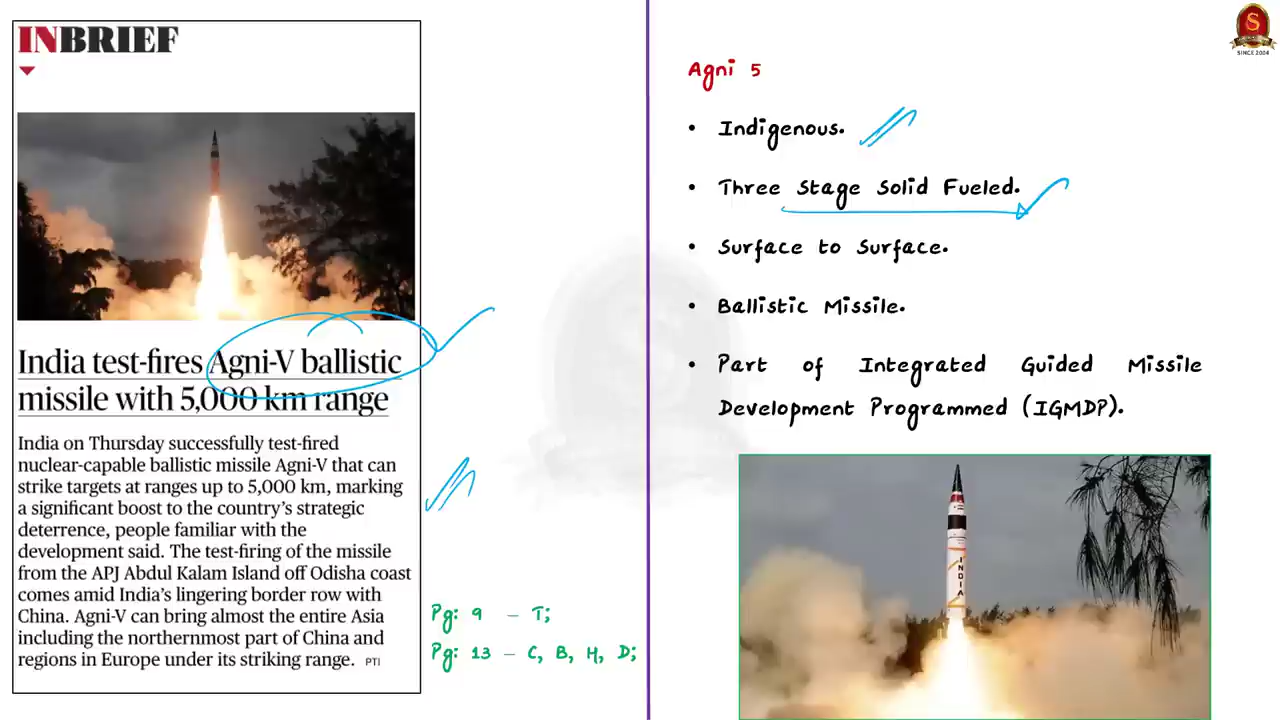 INBRIEF
India test-fires Agni-V ballistic
missile with 5,000 km range
India on Thursday successfully test-fired
nuclear-capable ballistic missile Agni-V that can
strike targets at ranges up to 5,000 km, marking
a significant boost to the country's strategic
deterrence, people familiar with the
development said. The test-firing of the missile
from the APJ Abdul Kalam Island off Odisha coast
comes amid India's lingering border row with
China. Agni-V can bring almost the entire Asia
including the northernmost part of China and
regions in Europe under its striking range. PTI
Pg: 9 - T;
Pg: 13 - C, B, H, D;
Agni 5
• Indigenous.
• Three Stage Solid Fueled.
• Surface to Surface.
• Ballistic Missile.
• Part of Integrated Guided Missile
Development Programmed (IGMDP).
INDIA
S
SINCE 2004